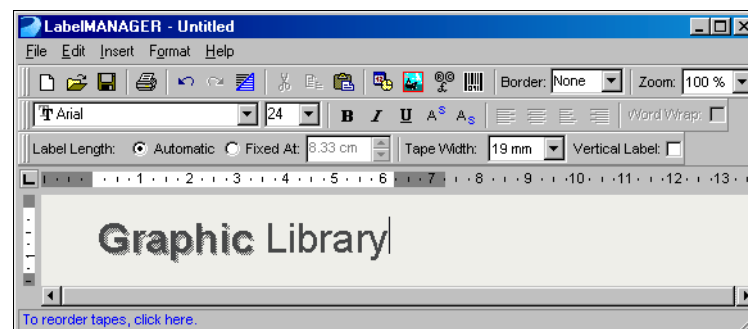 LabelMANAGER - Untitled
File Edit Insert Format Help
Border: None Zoom: 100 %
Arial 24 B I U A S A S Word Wrap:
Label Length: Automatic Fixed At: 8.33 cm Tape Width: 19 mm Vertical Label:
L 1 2 3 4 5 6 7 8 9 10 11 12 13
Graphic Library
To reorder tapes, click here.